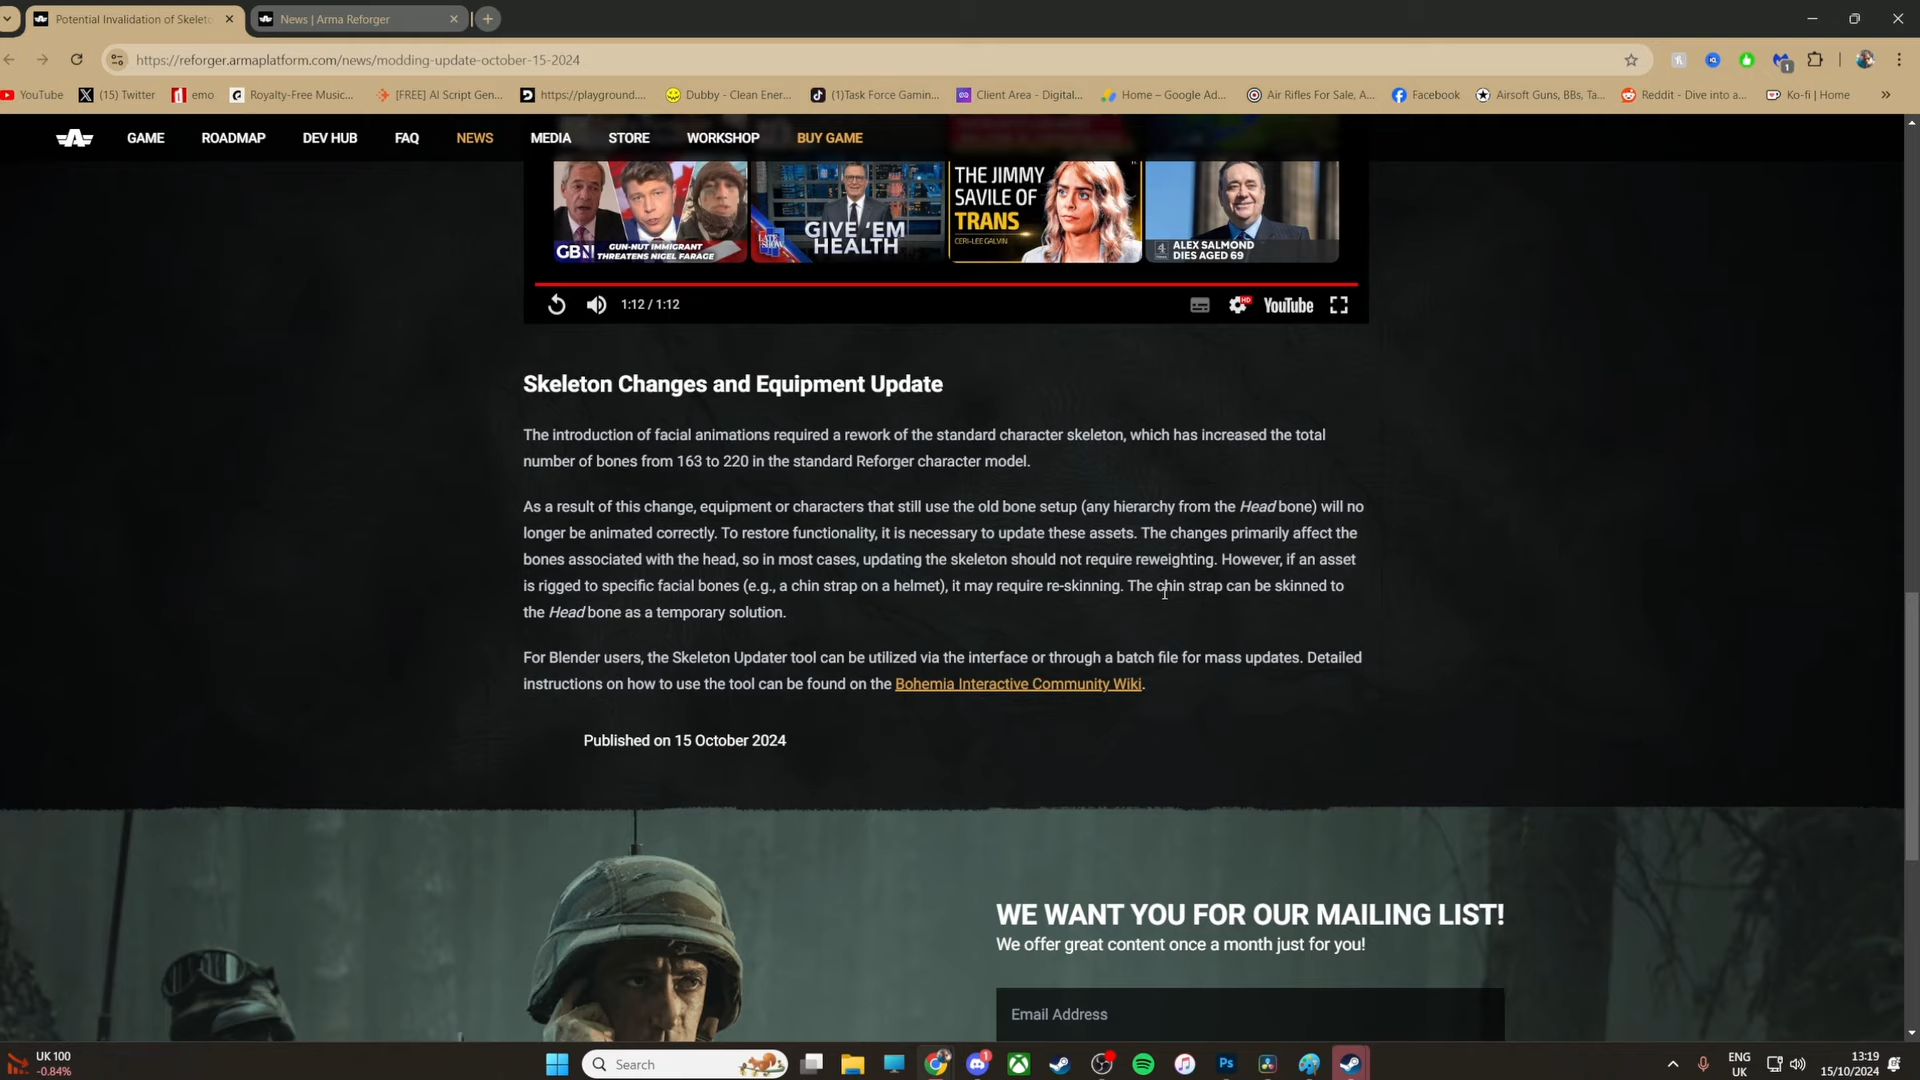 Potential Invalidation of Skelet
News | Arma Reforger
https://reforger.armaplatform.com/news/modding-update-october-15-2024
YouTube
(15) Twitter
emo
Royalty-Free Music...
[FREE] AI Script Gen...
https://playground....
Dubby - Clean Ener...
(1)Task Force Gamin...
Client Area - Digital...
Home – Google Ad...
Air Rifles For Sale, A...
Facebook
Airsoft Guns, BBs, Ta...
Reddit - Dive into a...
Ko-fi | Home
GAME
ROADMAP
DEV HUB
FAQ
NEWS
MEDIA
STORE
WORKSHOP
BUY GAME
GBN
GUN-NUT IMMIGRANT
THREATENS NIGEL FARAGE
LATE SHOW
GIVE 'EM
HEALTH
THE JIMMY
SAVILE OF
TRANS
CERI-LEE GALVIN
4
ALEX SALMOND
DIES AGED 69
1:12 / 1:12
HD
YouTube
Skeleton Changes and Equipment Update
The introduction of facial animations required a rework of the standard character skeleton, which has increased the total
number of bones from 163 to 220 in the standard Reforger character model.
As a result of this change, equipment or characters that still use the old bone setup (any hierarchy from the Head bone) will no
longer be animated correctly. To restore functionality, it is necessary to update these assets. The changes primarily affect the
bones associated with the head, so in most cases, updating the skeleton should not require reweighting. However, if an asset
is rigged to specific facial bones (e.g., a chin strap on a helmet), it may require re-skinning. The chin strap can be skinned to
the Head bone as a temporary solution.
For Blender users, the Skeleton Updater tool can be utilized via the interface or through a batch file for mass updates. Detailed
instructions on how to use the tool can be found on the Bohemia Interactive Community Wiki.
Published on 15 October 2024
WE WANT YOU FOR OUR MAILING LIST!
We offer great content once a month just for you!
Email Address
UK 100
-0.84%
Search
1
Ps
ENG
UK
13:19
15/10/2024